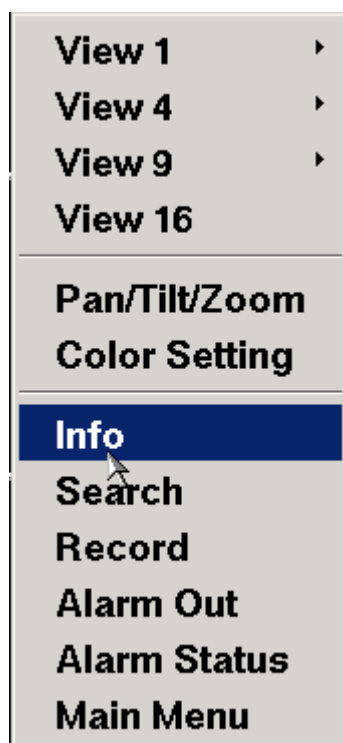 View 1
View 4
View 9
View 16
Pan/Tilt/Zoom
Color Setting
Info
Search
Record
Alarm Out
Alarm Status
Main Menu